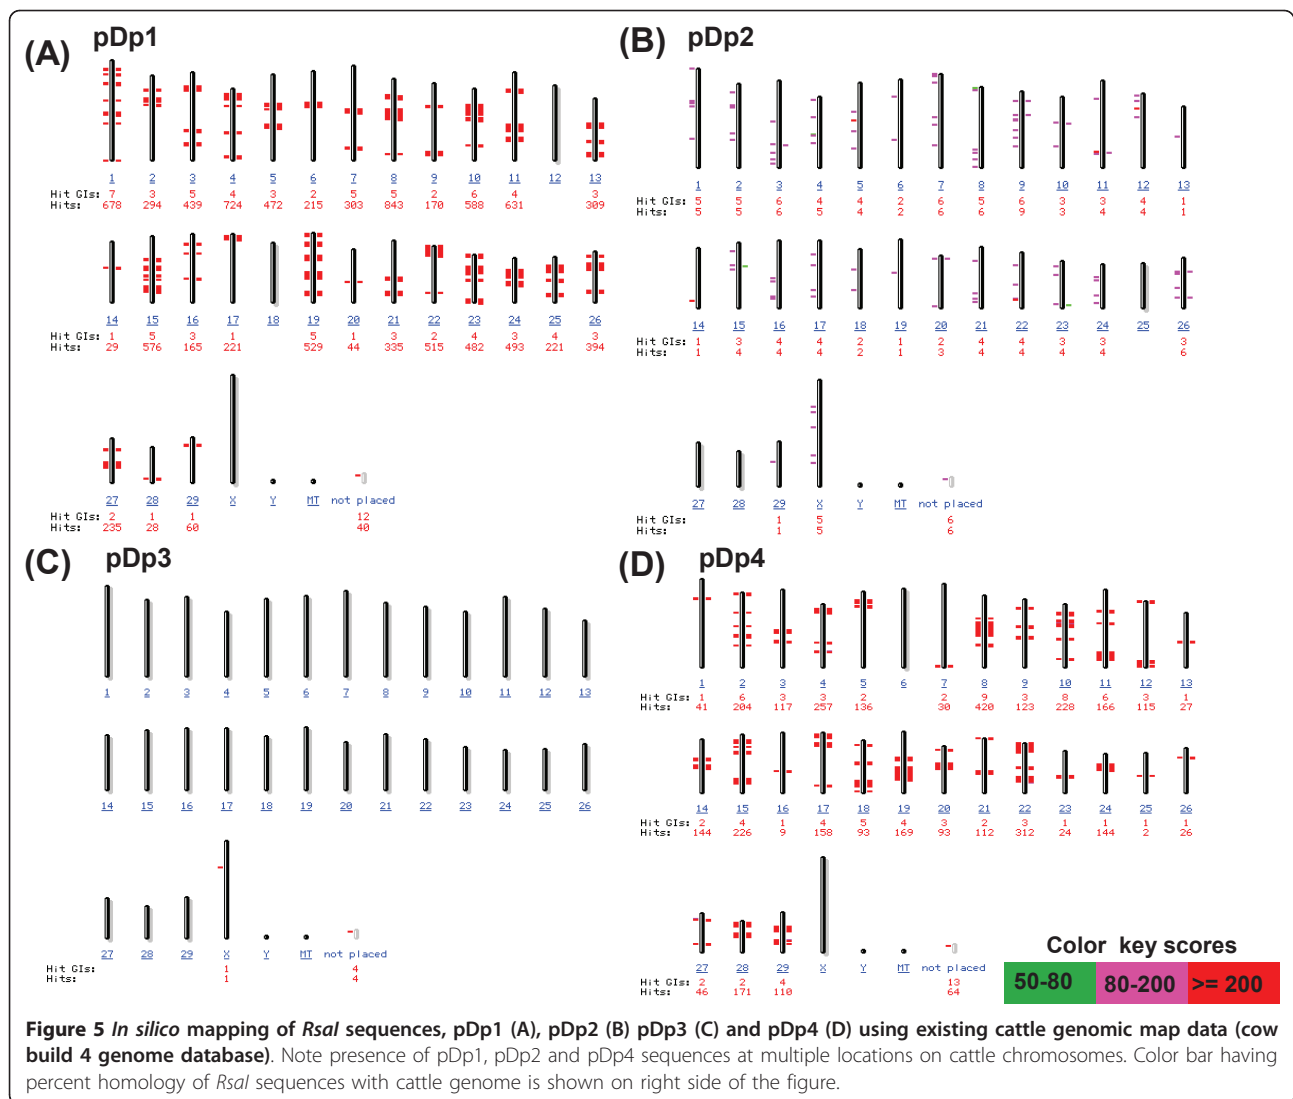 (A) pDp1
1 2 3 4 5 6 7 8 9 10 11 12 13
Hit GIs: 7 3 5 4 3 2 5 5 2 6 4 3
Hits: 678 294 439 724 472 215 303 843 170 588 631 309
14 15 16 17 18 19 20 21 22 23 24 25 26
Hit GIs: 1 5 3 1 5 1 3 2 4 3 4 3
Hits: 29 576 165 221 529 44 335 515 482 493 221 394
27 28 29 X Y MT not placed
Hit GIs: 2 1 1 12
Hits: 235 28 60 40
(B) pDp2
1 2 3 4 5 6 7 8 9 10 11 12 13
Hit GIs: 5 5 6 4 4 2 6 5 6 3 3 4 1
Hits: 5 5 6 5 4 2 6 6 9 3 4 4 1
14 15 16 17 18 19 20 21 22 23 24 25 26
Hit GIs: 1 3 4 4 2 1 2 4 4 3 3 3
Hits: 1 4 4 4 2 1 3 4 4 4 4 6
27 28 29 X Y MT not placed
Hit GIs: 1 5 6
Hits: 1 5 6
(C) pDp3
1 2 3 4 5 6 7 8 9 10 11 12 13
14 15 16 17 18 19 20 21 22 23 24 25 26
27 28 29 X Y MT not placed
Hit GIs: 1 4
Hits: 1 4
(D) pDp4
1 2 3 4 5 6 7 8 9 10 11 12 13
Hit GIs: 1 6 3 3 2 2 9 3 8 6 3 1
Hits: 41 204 117 257 136 30 420 123 228 166 115 27
14 15 16 17 18 19 20 21 22 23 24 25 26
Hit GIs: 2 4 1 4 5 4 3 2 3 1 1 1 1
Hits: 144 226 9 158 93 169 93 112 312 24 144 2 26
27 28 29 X Y MT not placed
Hit GIs: 2 2 4 13
Hits: 46 171 110 64
Color key scores
50-80 80-200 >= 200
Figure 5 In silico mapping of RsaI sequences, pDp1 (A), pDp2 (B) pDp3 (C) and pDp4 (D) using existing cattle genomic map data (cow
build 4 genome database). Note presence of pDp1, pDp2 and pDp4 sequences at multiple locations on cattle chromosomes. Color bar having
percent homology of RsaI sequences with cattle genome is shown on right side of the figure.